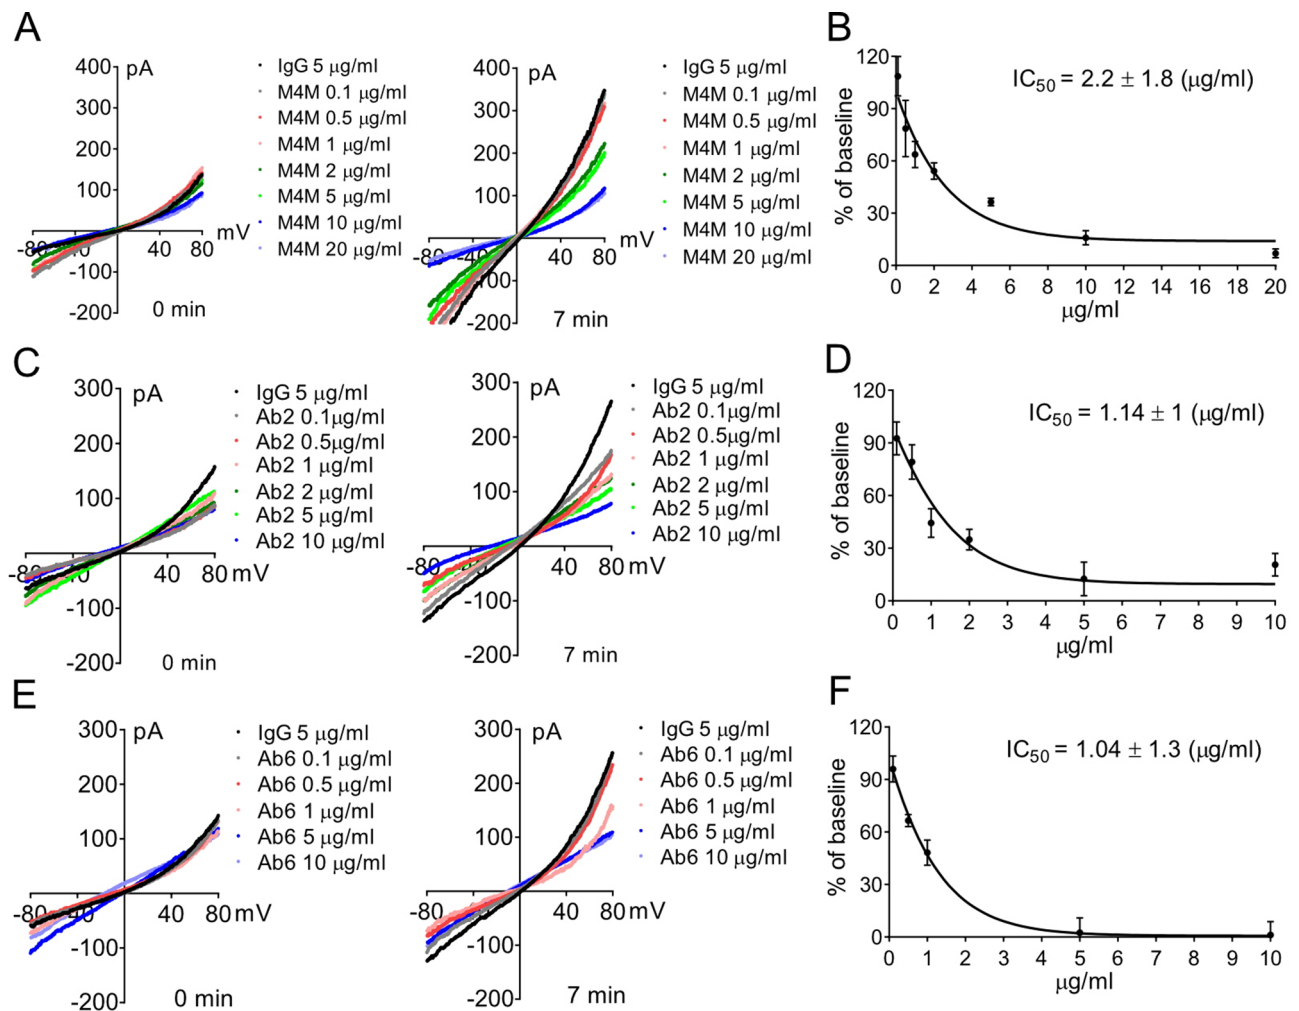 A
400 pA
300
200
100
-100
-200
-80 -40 40 80 mV
0 min
IgG 5 μg/ml
M4M 0.1 μg/ml
M4M 0.5 μg/ml
M4M 1 μg/ml
M4M 2 μg/ml
M4M 5 μg/ml
M4M 10 μg/ml
M4M 20 μg/ml
400 pA
300
200
100
-100
-200
-80 -40 40 80 mV
7 min
IgG 5 μg/ml
M4M 0.1 μg/ml
M4M 0.5 μg/ml
M4M 1 μg/ml
M4M 2 μg/ml
M4M 5 μg/ml
M4M 10 μg/ml
M4M 20 μg/ml
B
IC50 = 2.2 ± 1.8 (μg/ml)
% of baseline
120
90
60
30
0
0 2 4 6 8 10 12 14 16 18 20
μg/ml
C
300 pA
200
100
-100
-200
-80 -40 40 80 mV
0 min
IgG 5 μg/ml
Ab2 0.1μg/ml
Ab2 0.5μg/ml
Ab2 1 μg/ml
Ab2 2 μg/ml
Ab2 5 μg/ml
Ab2 10 μg/ml
300 pA
200
100
-100
-200
-80 -40 40 80 mV
7 min
IgG 5 μg/ml
Ab2 0.1μg/ml
Ab2 0.5μg/ml
Ab2 1 μg/ml
Ab2 2 μg/ml
Ab2 5 μg/ml
Ab2 10 μg/ml
D
IC50 = 1.14 ± 1 (μg/ml)
% of baseline
120
90
60
30
0
0 1 2 3 4 5 6 7 8 9 10
μg/ml
E
300 pA
200
100
-100
-200
-80 -40 40 80 mV
0 min
IgG 5 μg/ml
Ab6 0.1 μg/ml
Ab6 0.5 μg/ml
Ab6 1 μg/ml
Ab6 5 μg/ml
Ab6 10 μg/ml
300 pA
200
100
-100
-200
-80 -40 40 80 mV
7 min
IgG 5 μg/ml
Ab6 0.1 μg/ml
Ab6 0.5 μg/ml
Ab6 1 μg/ml
Ab6 5 μg/ml
Ab6 10 μg/ml
F
IC50 = 1.04 ± 1.3 (μg/ml)
% of baseline
120
90
60
30
0
0 1 2 3 4 5 6 7 8 9 10
μg/ml